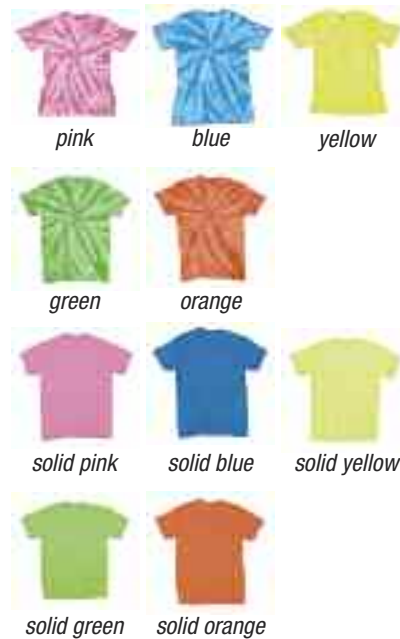 pink blue yellow
green orange
solid pink solid blue solid yellow
solid green solid orange